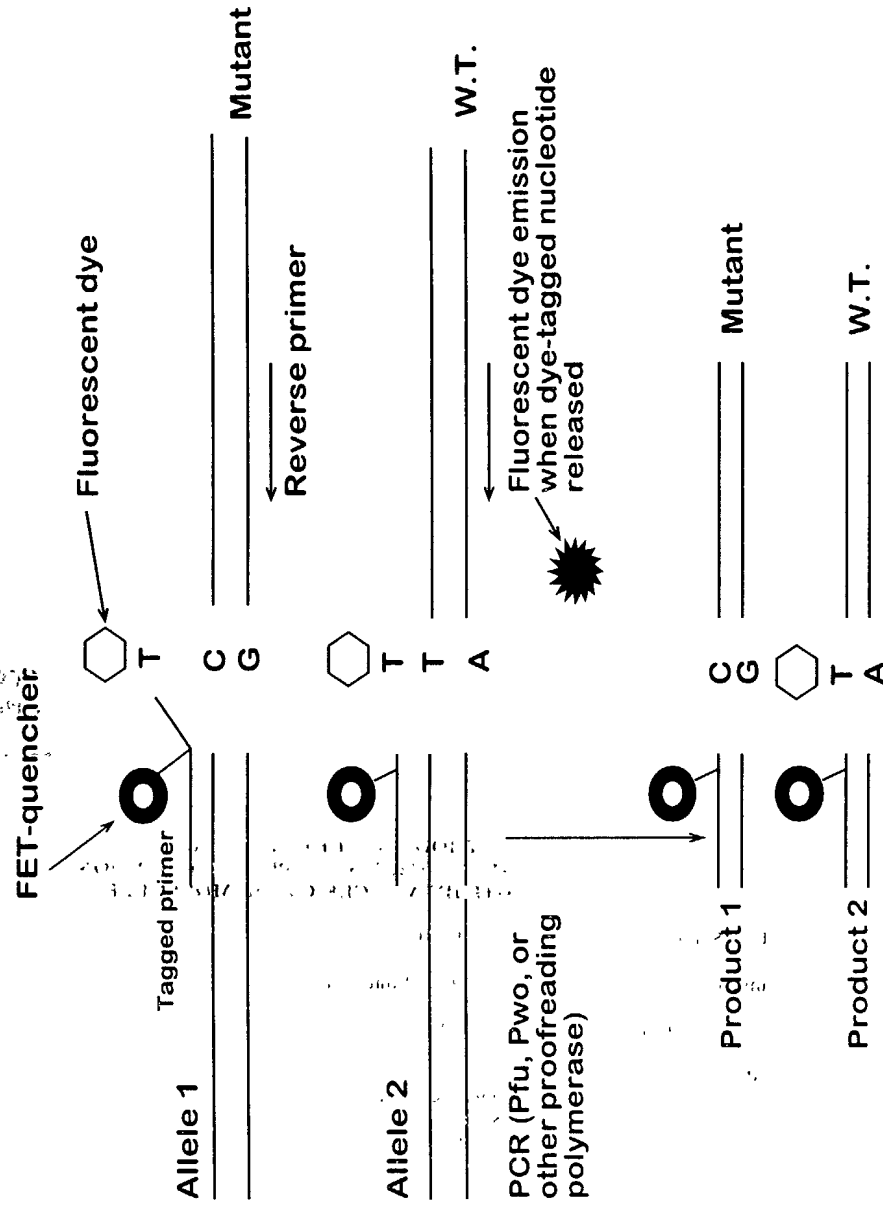 FET-quencher
Fluorescent dye
Tagged primer
T
Allele 1
C
G
Mutant
Reverse primer
T
Allele 2
T
A
W.T.
PCR (Pfu, Pwo, or
other proofreading
polymerase)
Fluorescent dye emission
when dye-tagged nucleotide
released
Product 1
C
G
Mutant
Product 2
T
A
W.T.